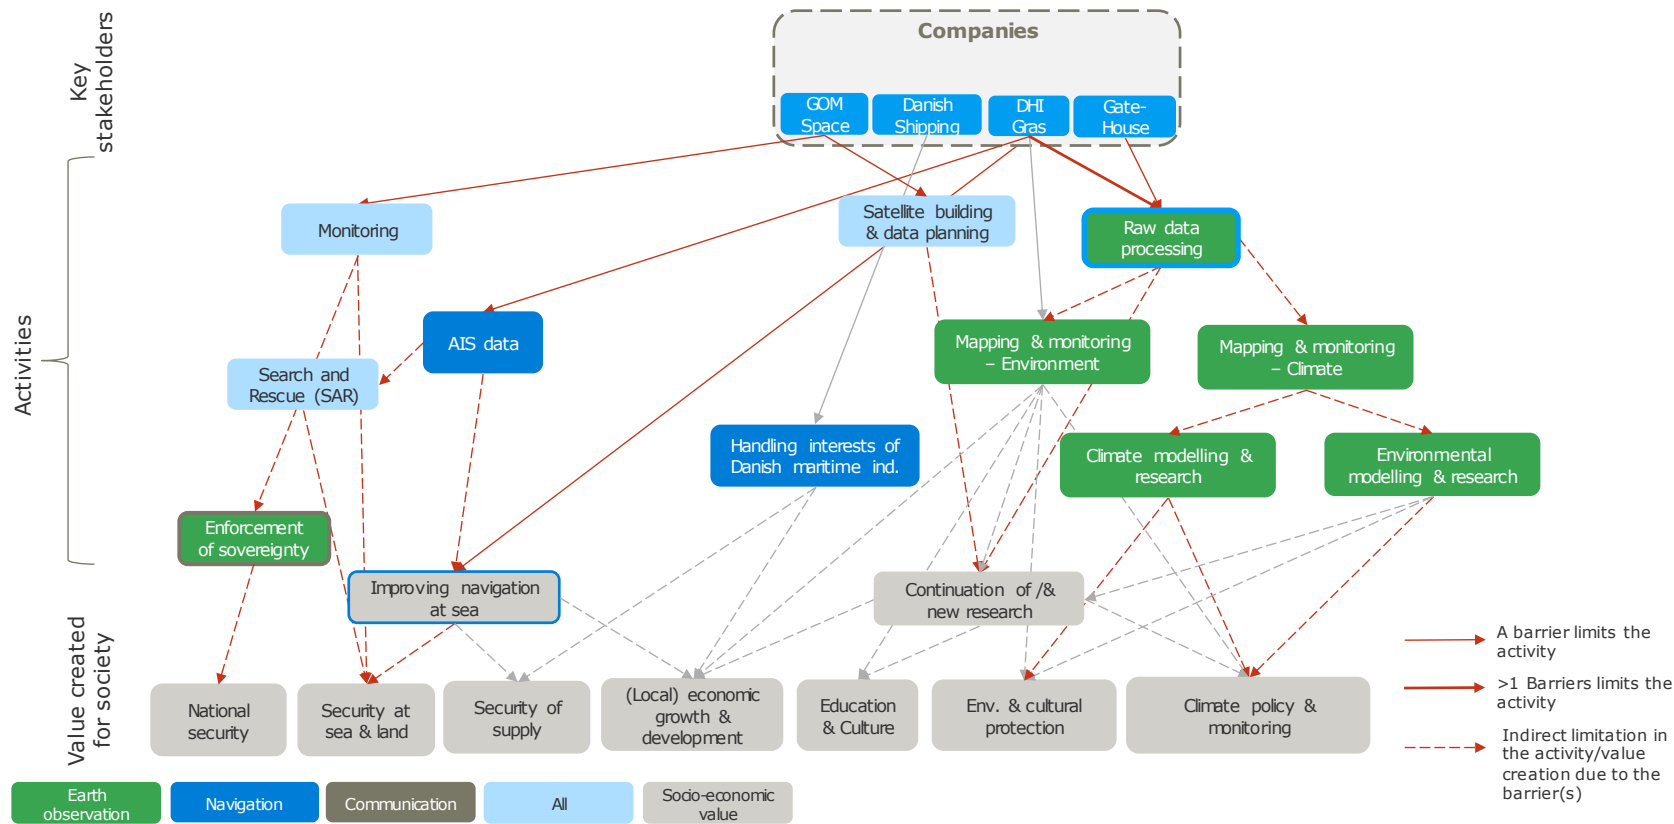 Key
stakeholders
Companies
GOM
Space
Danish
Shipping
DHI
Gras
Gate-
House
Activities
Monitoring
Satellite building
& data planning
Raw data
processing
AIS data
Mapping & monitoring
– Environment
Mapping & monitoring
– Climate
Search and
Rescue (SAR)
Handling interests of
Danish maritime ind.
Climate modelling &
research
Environmental
modelling & research
Enforcement
of sovereignty
Improving navigation
at sea
Continuation of /&
new research
Value created
for society
National
security
Security at
sea & land
Security of
supply
(Local) economic
growth &
development
Education
& Culture
Env. & cultural
protection
Climate policy &
monitoring
A barrier limits the
activity
>1 Barriers limits the
activity
Indirect limitation in
the activity/value
creation due to the
barrier(s)
Earth
observation
Navigation
Communication
All
Socio-economic
value